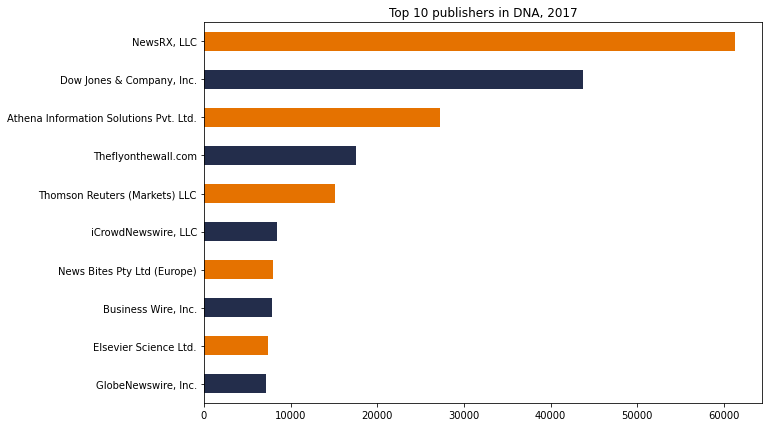 Top 10 publishers in DNA, 2017
NewsRX, LLC
Dow Jones & Company, Inc.
Athena Information Solutions Pvt. Ltd.
Theflyonthewall.com
Thomson Reuters (Markets) LLC
iCrowdNewswire, LLC
News Bites Pty Ltd (Europe)
Business Wire, Inc.
Elsevier Science Ltd.
GlobeNewswire, Inc.
0 10000 20000 30000 40000 50000 60000